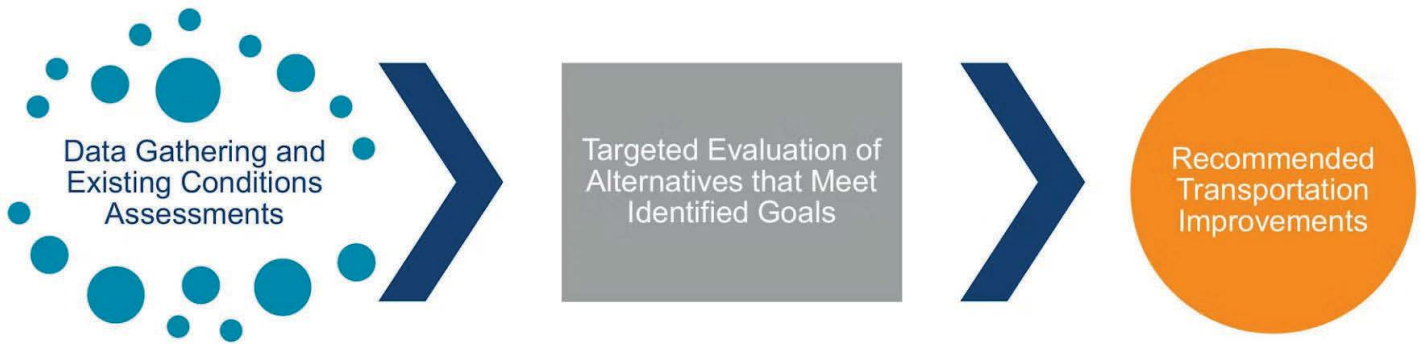 Data Gathering and
Existing Conditions
Assessments
Targeted Evaluation of
Alternatives that Meet
Identified Goals
Recommended
Transportation
Improvements